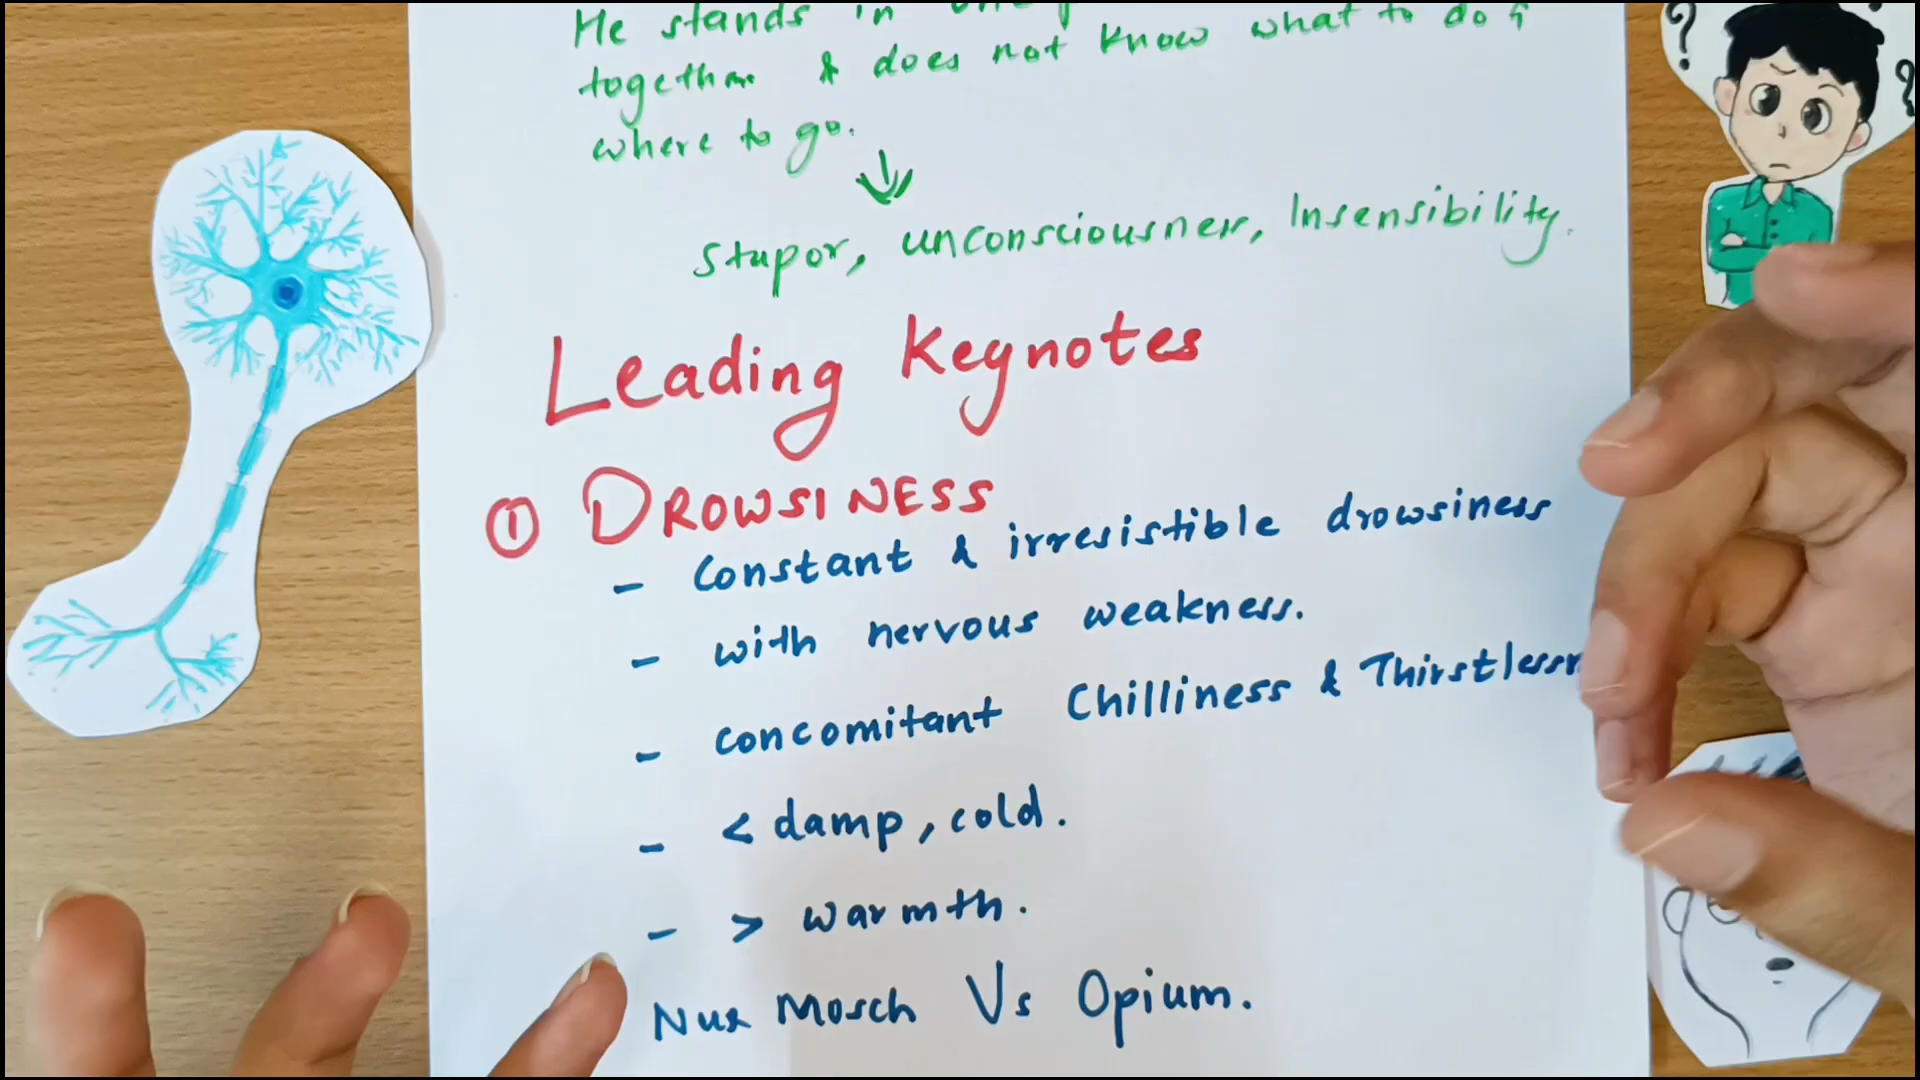 He stands in
together & does not know what to do &
where to go.
Stupor, unconsciousness, Insensibility.
Leading Keynotes
① DROWSINESS
- Constant & irresistible drowsiness
- with nervous weakness.
- concomitant Chilliness & Thirstless
- < damp, cold.
- > warmth.
Nux Mosch Vs Opium.
? ?